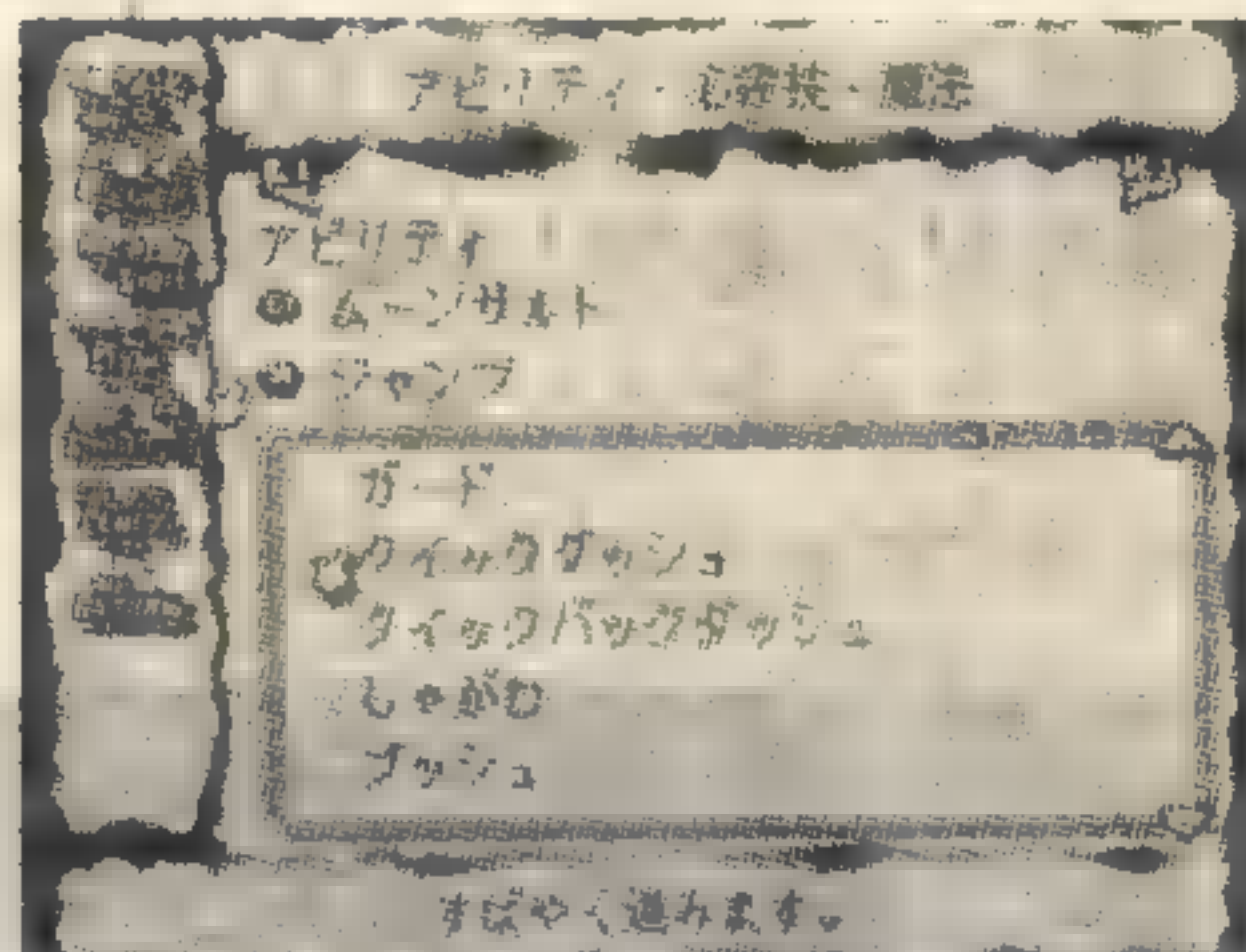 アビリティ・必殺技・魔法
アビリティ
ムーンサルト
ジャンプ
ガード
クイックダッシュ
クイックバックダッシュ
しゃがむ
ダッシュ
すばやく進みます。